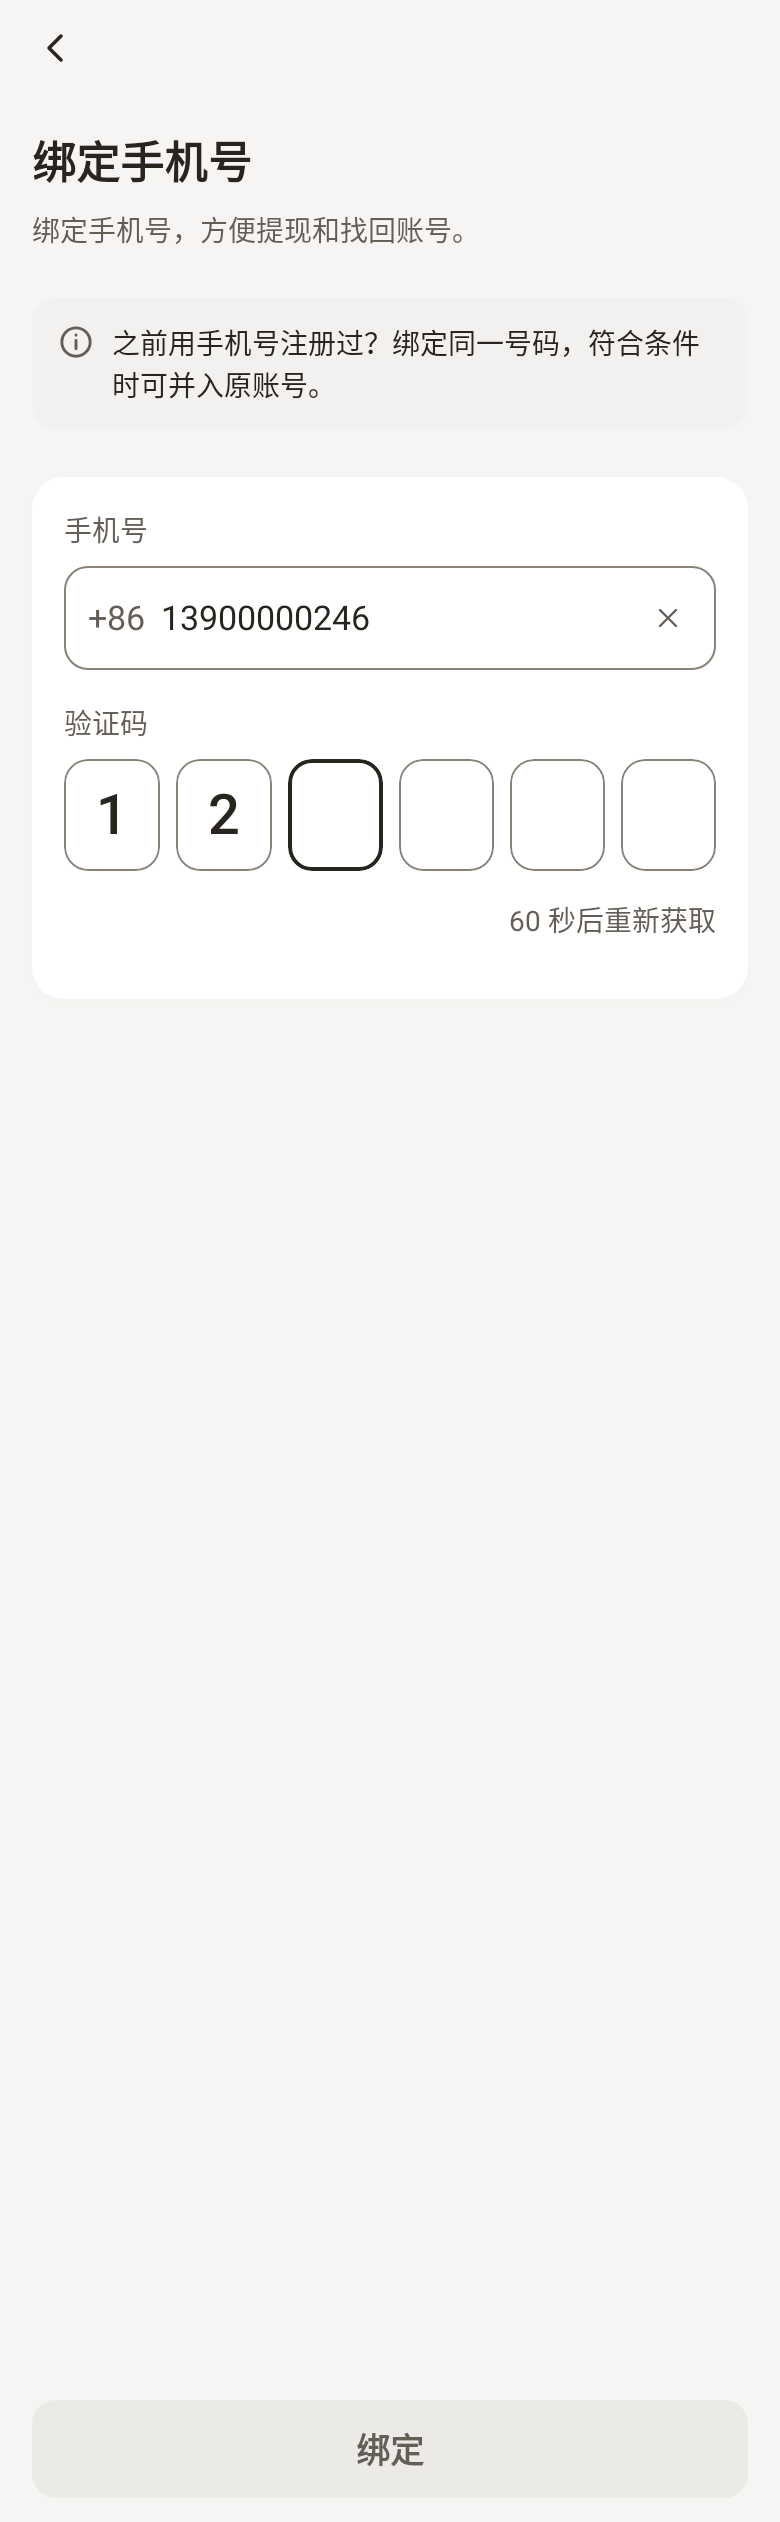 绑定手机号
绑定手机号，方便提现和找回账号。
之前用手机号注册过？绑定同一号码，符合条件
时可并入原账号。
手机号
+86 13900000246
验证码
1 2
60 秒后重新获取
绑定